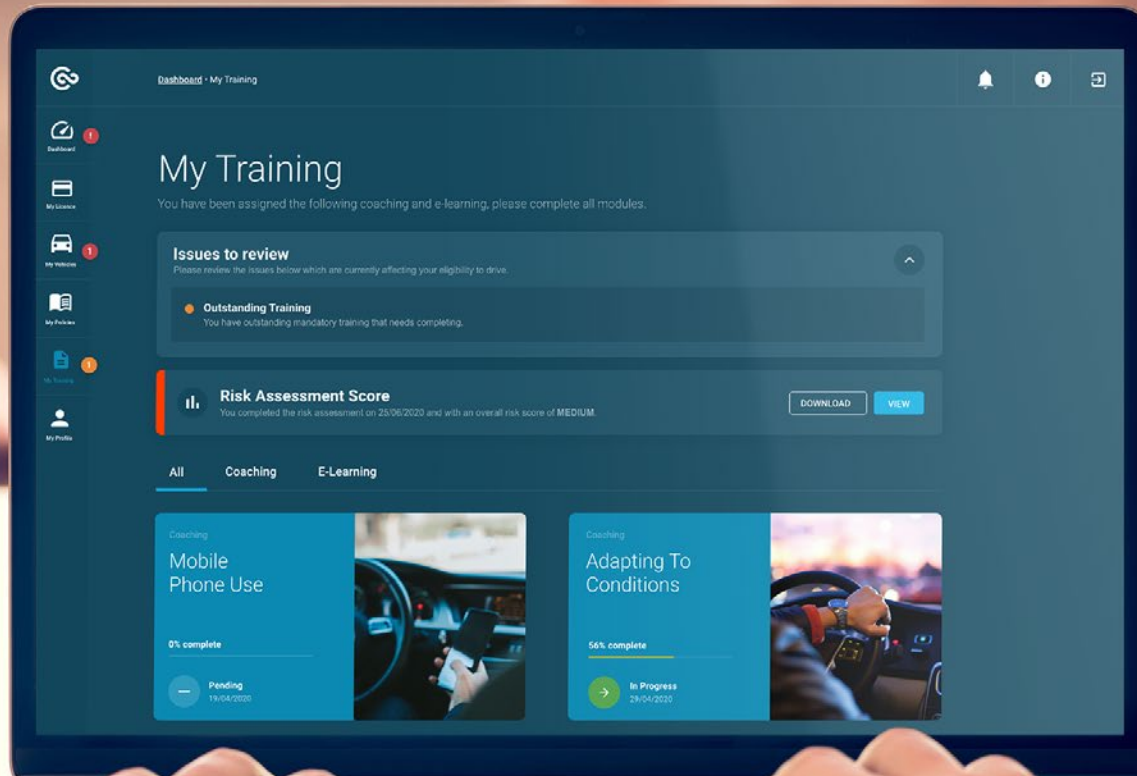 Dashboard • My Training
Dashboard
!
My Licence
My Vehicles
1
My Policies
My Training
1
My Profile
My Training
You have been assigned the following coaching and e-learning, please complete all modules.
Issues to review
Please review the issues below which are currently affecting your eligibility to drive.
Outstanding Training
You have outstanding mandatory training that needs completing.
Risk Assessment Score
You completed the risk assessment on 25/06/2020 and with an overall risk score of MEDIUM.
DOWNLOAD
VIEW
All
Coaching
E-Learning
Coaching
Mobile
Phone Use
0% complete
Pending
19/04/2020
Coaching
Adapting To
Conditions
56% complete
In Progress
29/04/2020